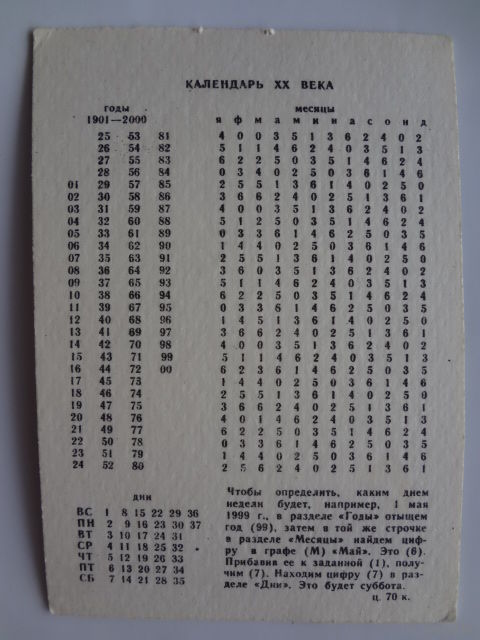 КАЛЕНДАРЬ XX ВЕКА
годы месяцы
1901—2000 я ф м а м и и а с о н д
25 53 81 4 0 0 3 5 1 3 6 2 4 0 2
26 54 82 5 1 1 4 6 2 4 0 3 5 1 3
27 55 83 6 2 2 5 0 3 5 1 4 6 2 4
28 56 84 0 3 4 0 2 5 0 3 6 1 4 6
01 29 57 85 2 5 5 1 3 6 1 4 0 2 5 0
02 30 58 86 3 6 6 2 4 0 2 5 1 3 6 1
03 31 59 87 4 0 0 3 5 1 3 6 2 4 0 2
04 32 60 88 5 1 2 5 0 3 5 1 4 6 2 4
05 33 61 89 0 3 3 6 1 4 6 2 5 0 3 5
06 34 62 90 1 4 4 0 2 5 0 3 6 1 4 6
07 35 63 91 2 5 5 1 3 6 1 4 0 2 5 0
08 36 64 92 3 6 0 3 5 1 3 6 2 4 0 2
09 37 65 93 5 1 1 4 6 2 4 0 3 5 1 3
10 38 66 94 6 2 2 5 0 3 5 1 4 6 2 4
11 39 67 95 0 3 3 6 1 4 6 2 5 0 3 5
12 40 68 96 1 4 5 1 3 6 1 4 0 2 5 0
13 41 69 97 3 6 6 2 4 0 2 5 1 3 6 1
14 42 70 98 4 0 0 3 5 1 3 6 2 4 0 2
15 43 71 99 5 1 1 4 6 2 4 0 3 5 1 3
16 44 72 00 6 2 3 6 1 4 6 2 5 0 3 5
17 45 73 1 4 4 0 2 5 0 3 6 1 4 6
18 46 74 2 5 5 1 3 6 1 4 0 2 5 0
19 47 75 3 6 6 2 4 0 2 5 1 3 6 1
20 48 76 4 0 1 4 6 2 4 0 3 5 1 3
21 49 77 6 2 2 5 0 3 5 1 4 6 2 4
22 50 78 0 3 3 6 1 4 6 2 5 0 3 5
23 51 79 1 4 4 0 2 5 0 3 6 1 4 6
24 52 80 2 5 6 2 4 0 2 5 1 3 6 1
дни
ВС 1 8 15 22 29 36
ПН 2 9 16 23 30 37
ВТ 3 10 17 24 31
СР 4 11 18 25 32
ЧТ 5 12 19 26 33
ПТ 6 13 20 27 34
СБ 7 14 21 28 35
Чтобы определить, каким днем
недели будет, например, 1 мая
1999 г., в разделе «Годы» отыщем
год (99), затем в той же строчке
в разделе «Месяцы» найдем циф-
ру в графе (М) «Май». Это (6).
Прибавив ее к заданной (1), полу-
чим (7). Находим цифру (7) в раз-
деле «Дни». Это будет суббота.
ц. 70 к.